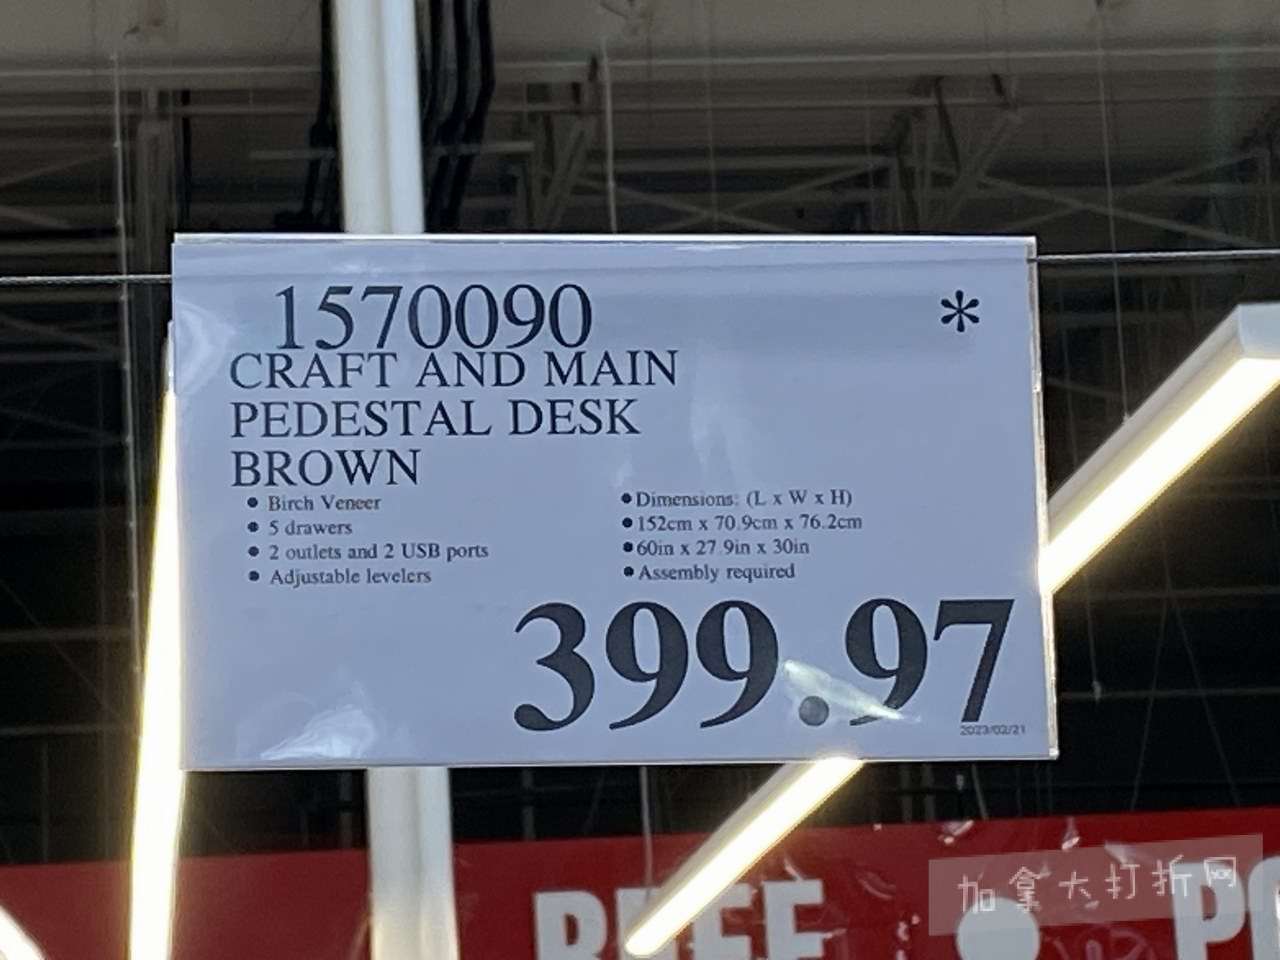 1570090 *
CRAFT AND MAIN
PEDESTAL DESK
BROWN
• Birch Veneer
• 5 drawers
• 2 outlets and 2 USB ports
• Adjustable levelers
• Dimensions: (L x W x H)
• 152cm x 70.9cm x 76.2cm
• 60in x 27.9in x 30in
• Assembly required
399.97
2023/02/21
加拿大打折网
BEEF